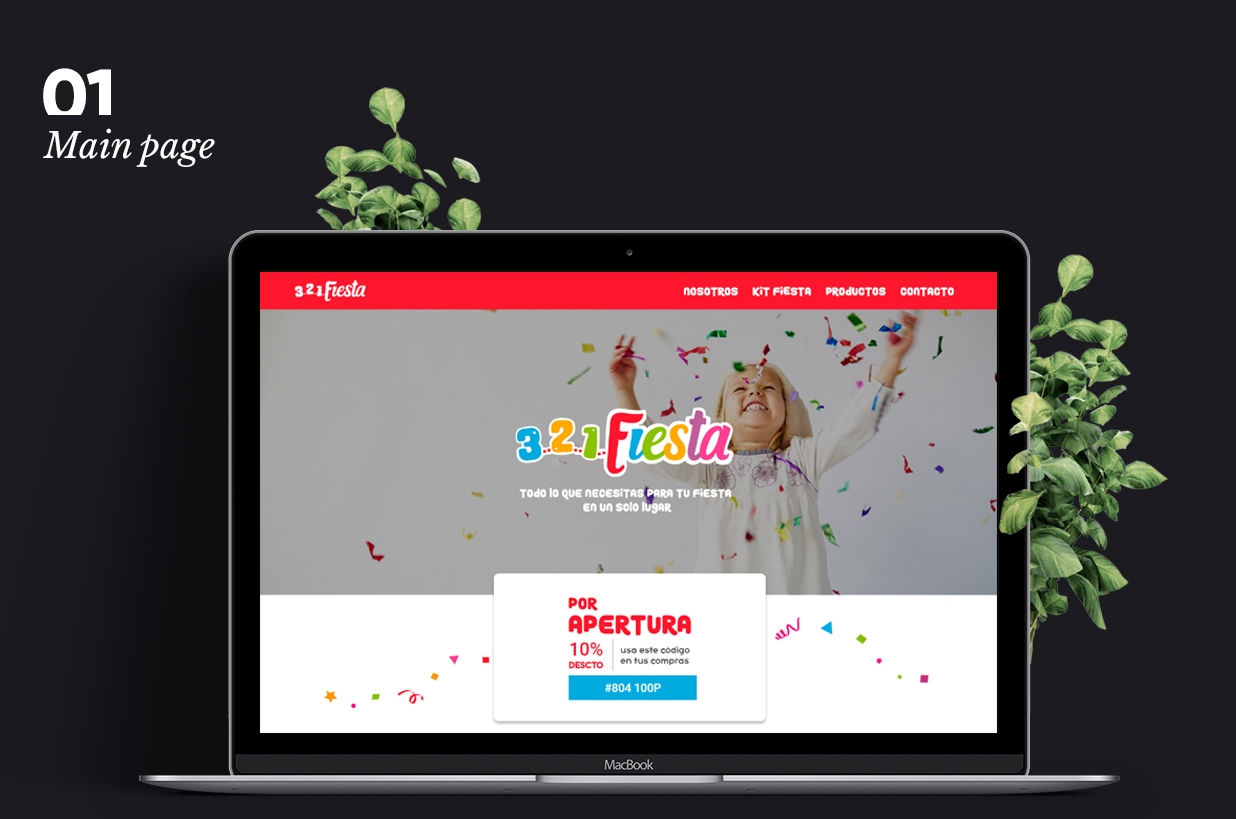 01
Main page
3.2.1 Fiesta
NOSOTROS KIT FIESTA PRODUCTOS CONTACTO
3..2..1..Fiesta
TODO LO QUE NECESITAS PARA TU FIESTA
EN UN SOLO LUGAR
POR
APERTURA
10%
DESCTO
usa este código
en tus compras
#804 100P
MacBook